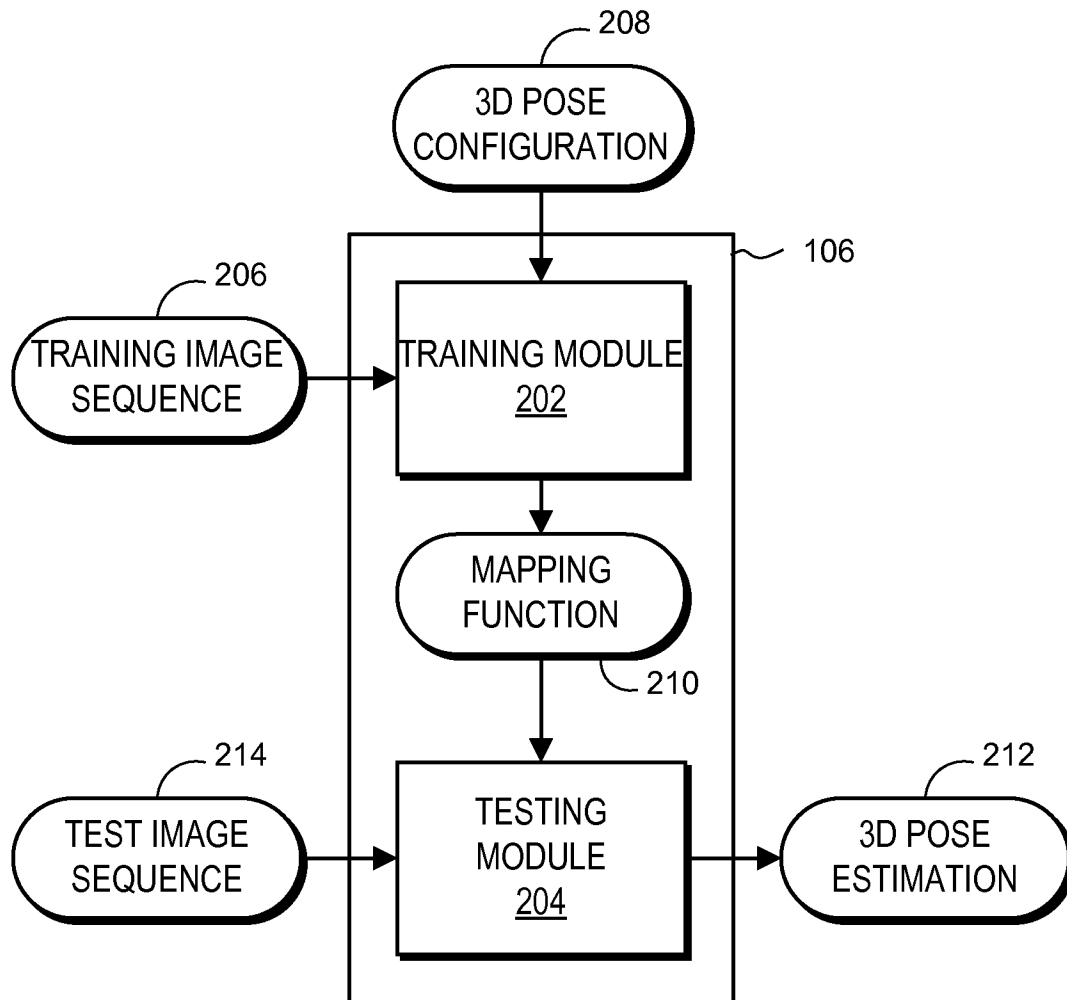 208
3D POSE
CONFIGURATION
106
206
TRAINING IMAGE
SEQUENCE
TRAINING MODULE
202
MAPPING
FUNCTION
210
214
TEST IMAGE
SEQUENCE
TESTING
MODULE
204
212
3D POSE
ESTIMATION